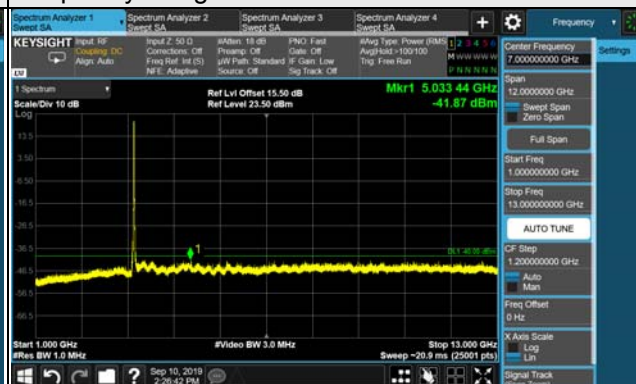 Spectrum Analyzer 1
Swept SA
Spectrum Analyzer 2
Swept SA
Spectrum Analyzer 3
Swept SA
Spectrum Analyzer 4
Swept SA
+
Frequency
KEYSIGHT
Input: RF
Coupling: DC
Align: Auto
Input Z: 50 Ω
Corrections: Off
Freq Ref: Int (S)
NFE: Adaptive
#Atten: 18 dB
Preamp: Off
µW Path: Standard
Source: Off
PNO: Fast
Gate: Off
IF Gain: Low
Sig Track: Off
#Avg Type: Power (RMS)
Avg|Hold:>100/100
Trig: Free Run
1 2 3 4 5 6
M W W W W W
P N N N N N
LXI
1 Spectrum
Scale/Div 10 dB
Log
Ref Lvl Offset 15.50 dB
Ref Level 23.50 dBm
Mkr1 5.033 44 GHz
-41.87 dBm
13.5
3.50
-6.50
-16.5
-26.5
-36.5
-46.5
-56.5
-66.5
1
DL1 -40.00 dBm
Start 1.000 GHz
#Res BW 1.0 MHz
#Video BW 3.0 MHz
Stop 13.000 GHz
Sweep ~20.9 ms (25001 pts)
Sep 10, 2019
2:26:42 PM
?
Center Frequency
7.000000000 GHz
Settings
Span
12.0000000 GHz
Swept Span
Zero Span
Full Span
Start Freq
1.000000000 GHz
Stop Freq
13.000000000 GHz
AUTO TUNE
CF Step
1.200000000 GHz
Auto
Man
Freq Offset
0 Hz
X Axis Scale
Log
Lin
Signal Track